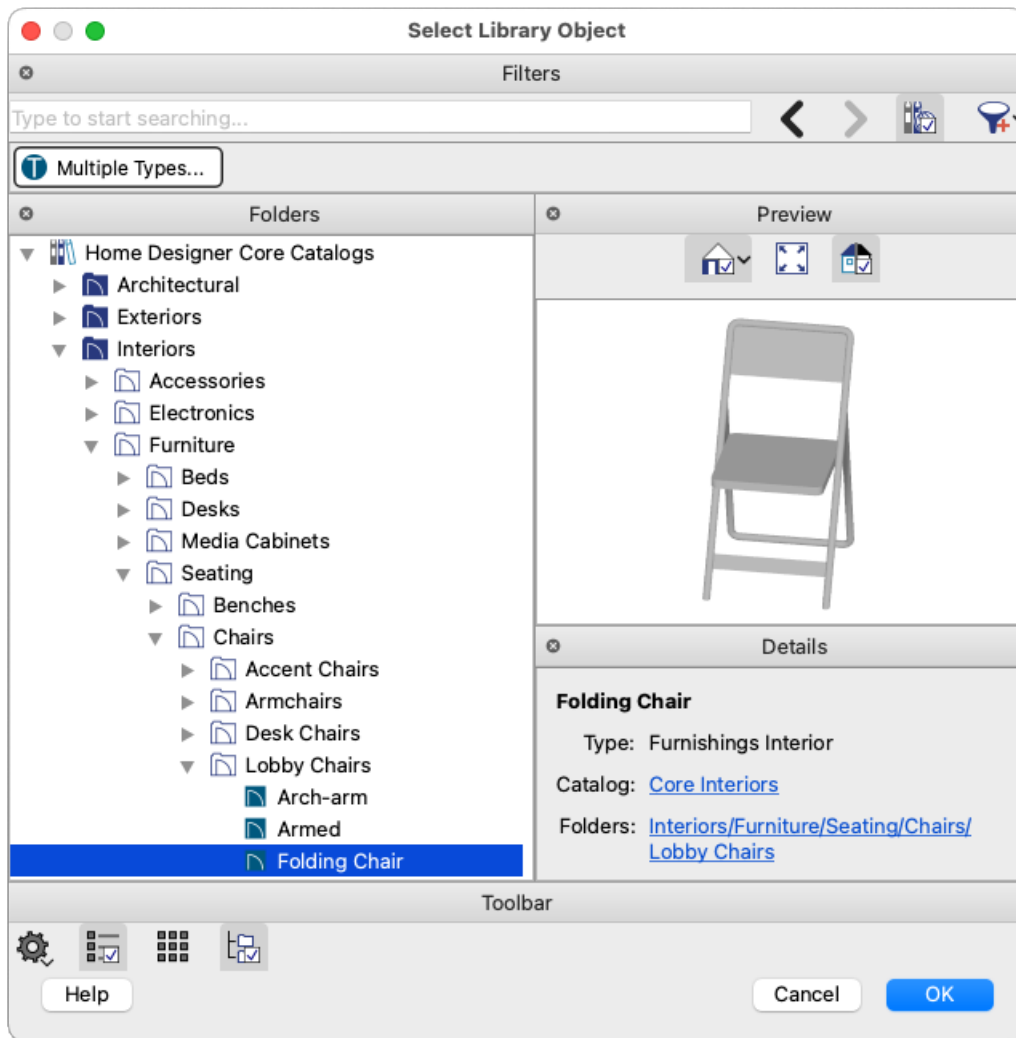 Select Library Object
Filters
Type to start searching...
Multiple Types...
Folders
Home Designer Core Catalogs
Architectural
Exteriors
Interiors
Accessories
Electronics
Furniture
Beds
Desks
Media Cabinets
Seating
Benches
Chairs
Accent Chairs
Armchairs
Desk Chairs
Lobby Chairs
Arch-arm
Armed
Folding Chair
Preview
Details
Folding Chair
Type: Furnishings Interior
Catalog: Core Interiors
Folders: Interiors/Furniture/Seating/Chairs/
Lobby Chairs
Toolbar
Help
Cancel
OK